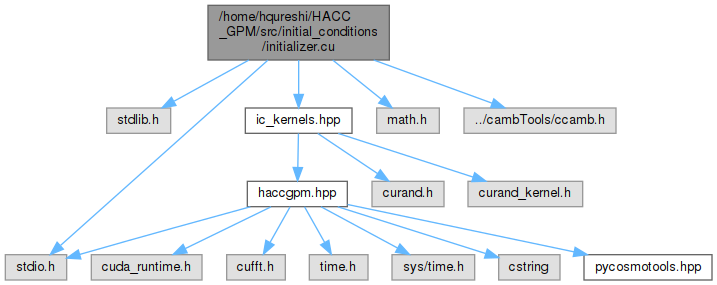 /home/hqureshi/HACC
_GPM/src/initial_conditions
/initializer.cu
stdlib.h
ic_kernels.hpp
math.h
../cambTools/ccamb.h
haccgpm.hpp
curand.h
curand_kernel.h
stdio.h
cuda_runtime.h
cufft.h
time.h
sys/time.h
cstring
pycosmotools.hpp